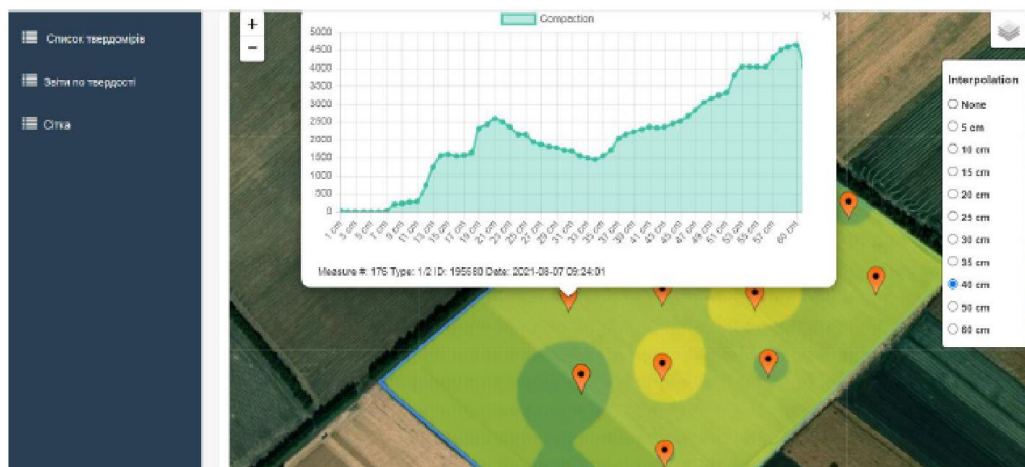 Список твердомірів
Звіти по твердості
Сітка
+
−
Compaction
×
5000
4500
4000
3500
3000
2500
2000
1500
1000
500
0
1 cm
3 cm
5 cm
7 cm
9 cm
11 cm
13 cm
15 cm
17 cm
19 cm
21 cm
23 cm
25 cm
27 cm
29 cm
31 cm
33 cm
35 cm
37 cm
39 cm
41 cm
43 cm
45 cm
47 cm
49 cm
51 cm
53 cm
55 cm
57 cm
60 cm
Measure #: 176 Type: 1/2 ID: 195680 Date: 2021-08-07 09:24:01
Interpolation
None
5 cm
10 cm
15 cm
20 cm
25 cm
30 cm
35 cm
40 cm
50 cm
60 cm